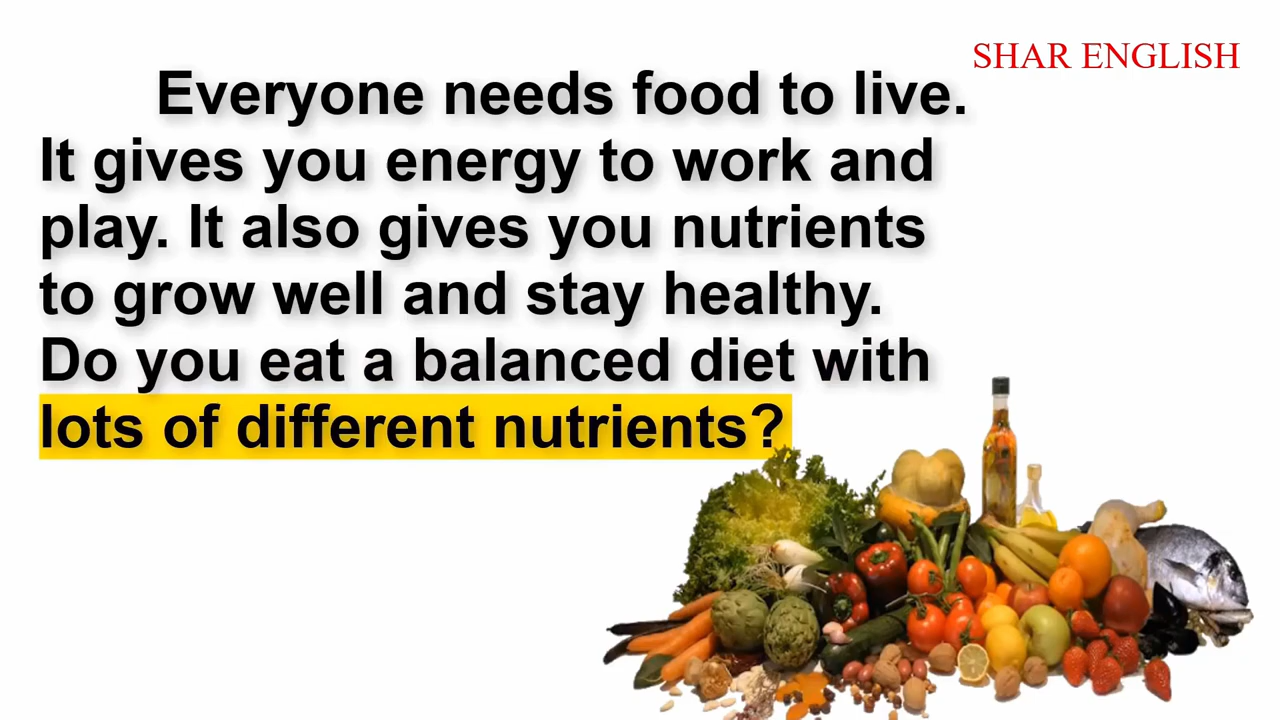 SHAR ENGLISH
Everyone needs food to live.
It gives you energy to work and
play. It also gives you nutrients
to grow well and stay healthy.
Do you eat a balanced diet with
lots of different nutrients?